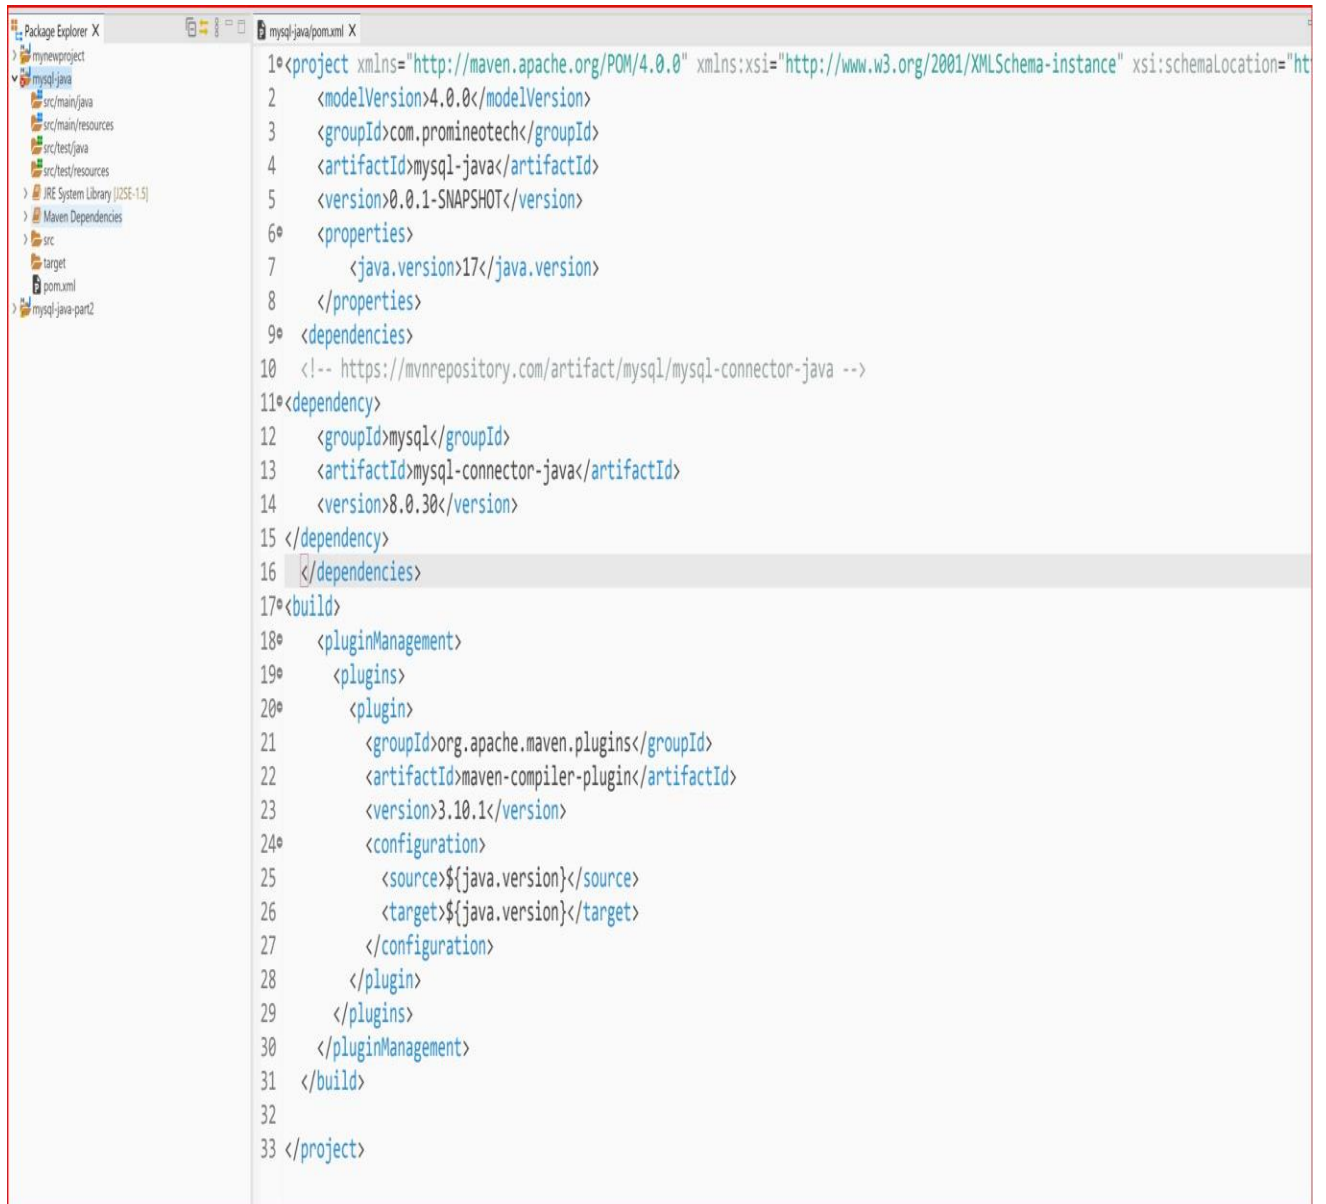 Package Explorer X
mynewproject
mysql-java
src/main/java
src/main/resources
src/test/java
src/test/resources
JRE System Library [J2SE-1.5]
Maven Dependencies
src
target
pom.xml
mysql-java-part2
mysql-java/pom.xml X
1 <project xmlns="http://maven.apache.org/POM/4.0.0" xmlns:xsi="http://www.w3.org/2001/XMLSchema-instance" xsi:schemaLocation="ht
2 <modelVersion>4.0.0</modelVersion>
3 <groupId>com.promineotech</groupId>
4 <artifactId>mysql-java</artifactId>
5 <version>0.0.1-SNAPSHOT</version>
6 <properties>
7 <java.version>17</java.version>
8 </properties>
9 <dependencies>
10 <!-- https://mvnrepository.com/artifact/mysql/mysql-connector-java -->
11 <dependency>
12 <groupId>mysql</groupId>
13 <artifactId>mysql-connector-java</artifactId>
14 <version>8.0.30</version>
15 </dependency>
16 </dependencies>
17 <build>
18 <pluginManagement>
19 <plugins>
20 <plugin>
21 <groupId>org.apache.maven.plugins</groupId>
22 <artifactId>maven-compiler-plugin</artifactId>
23 <version>3.10.1</version>
24 <configuration>
25 <source>${java.version}</source>
26 <target>${java.version}</target>
27 </configuration>
28 </plugin>
29 </plugins>
30 </pluginManagement>
31 </build>
32
33 </project>